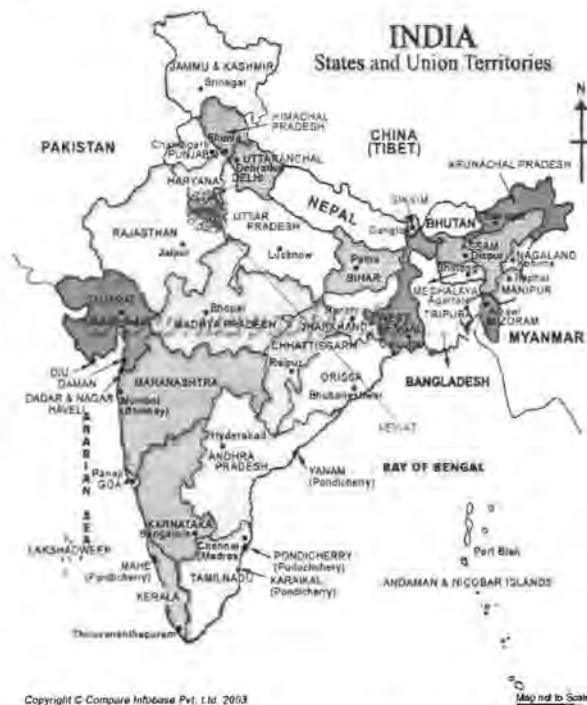 INDIA
States and Union Territories
N
JAMMU & KASHMIR
Srinagar
HIMACHAL
PRADESH
Shimla
PAKISTAN
Chandigarh
(PUNJAB)
CHINA
(TIBET)
UTTARANCHAL
DELHI
HARYANA
ARUNACHAL PRADESH
SIKKIM
NEPAL
BHUTAN
RAJASTHAN
Jaipur
UTTAR
PRADESH
Lucknow
Patna
BIHAR
ASSAM
Dispur
NAGALAND
Shillong
MEGHALAYA
MANIPUR
Agartala
TRIPURA
MIZORAM
MYANMAR
GUJARAT
Bhopal
MADHYA PRADESH
Ranchi
JHARKHAND
WEST
BENGAL
CHHATTISGARH
Raipur
DIU
DAMAN
DADAR & NAGAR
HAVELI
MAHARASHTRA
Mumbai
(Bombay)
ORISSA
Bhubaneshwar
BANGLADESH
ARABIAN SEA
Hyderabad
ANDHRA
PRADESH
YANAM
(Pondicherry)
BAY OF BENGAL
Panaji
GOA
KARNATAKA
Bangalore
LAKSHADWEEP
Chennai
(Madras)
PONDICHERRY
(Puduchchery)
MAHE
(Pondicherry)
TAMILNADU
KARAIKAL
(Pondicherry)
Port Blair
ANDAMAN & NICOBAR ISLANDS
KERALA
Thiruvananthapuram
Copyright © Compare Infobase Pvt. Ltd. 2003
Map not to Scale